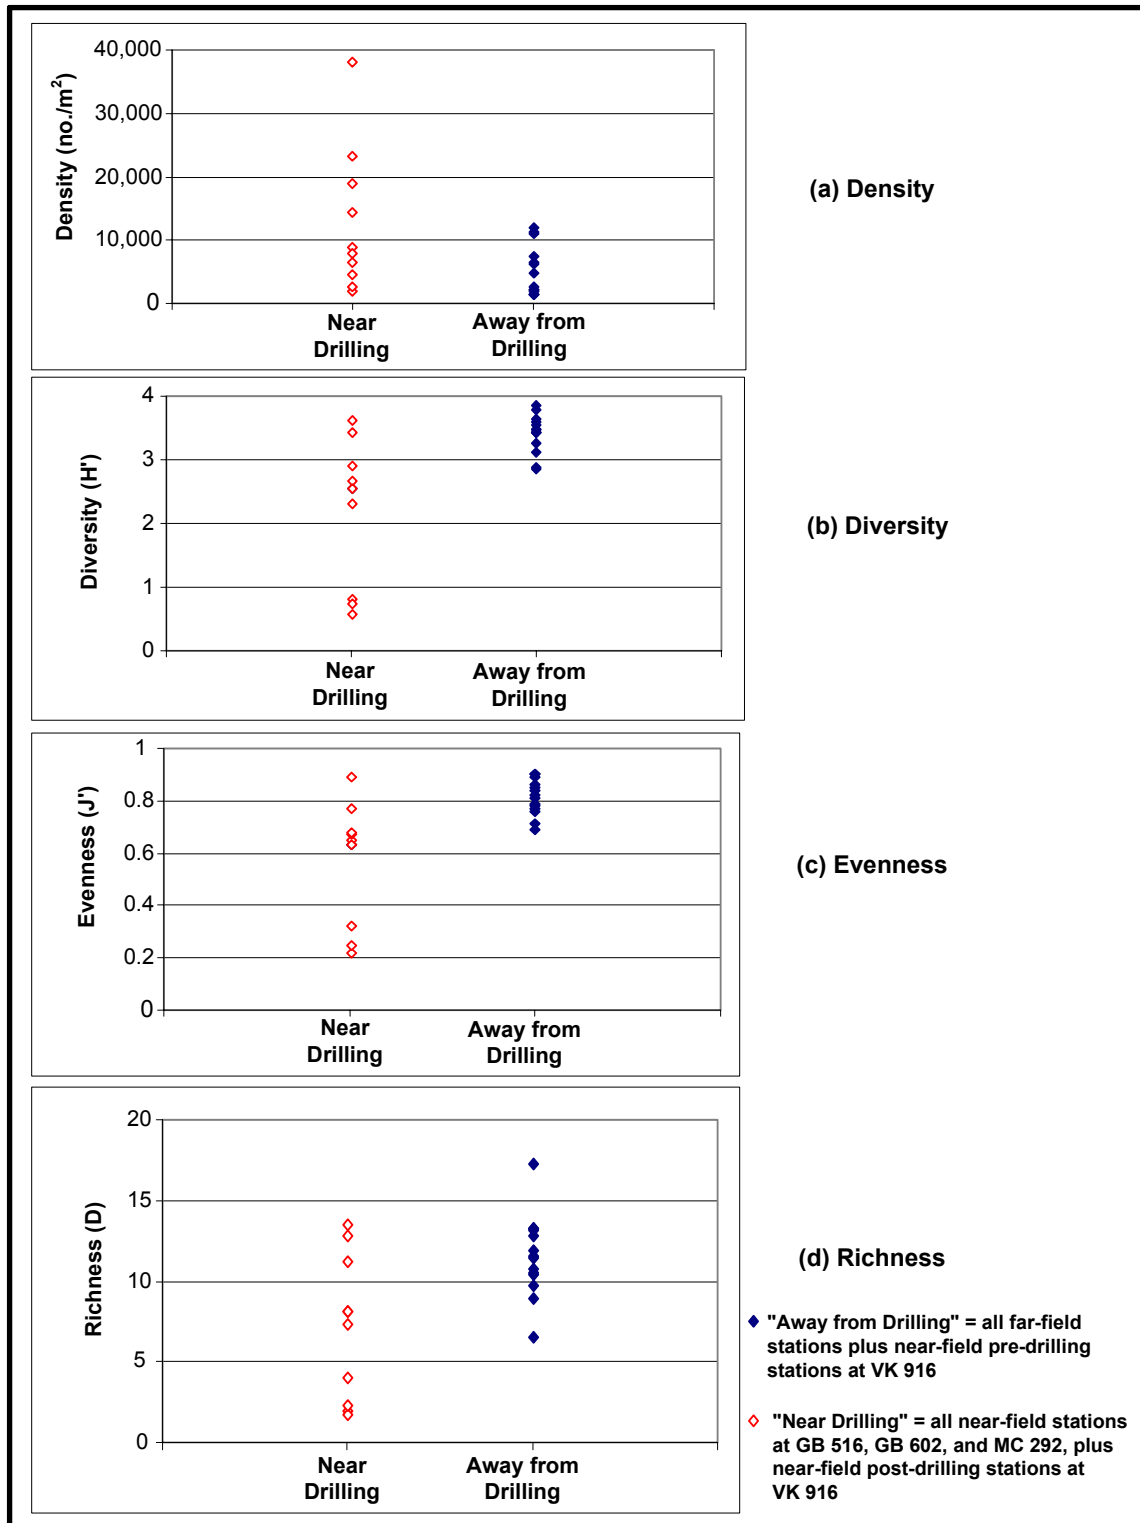 40,000
30,000
20,000
10,000
0
Density (no./m²)
Near
Drilling
Away from
Drilling
(a) Density
4
3
2
1
0
Diversity (H')
Near
Drilling
Away from
Drilling
(b) Diversity
1
0.8
0.6
0.4
0.2
0
Evenness (J')
Near
Drilling
Away from
Drilling
(c) Evenness
20
15
10
5
0
Richness (D)
Near
Drilling
Away from
Drilling
(d) Richness
"Away from Drilling" = all far-field
stations plus near-field pre-drilling
stations at VK 916
"Near Drilling" = all near-field stations
at GB 516, GB 602, and MC 292, plus
near-field post-drilling stations at
VK 916